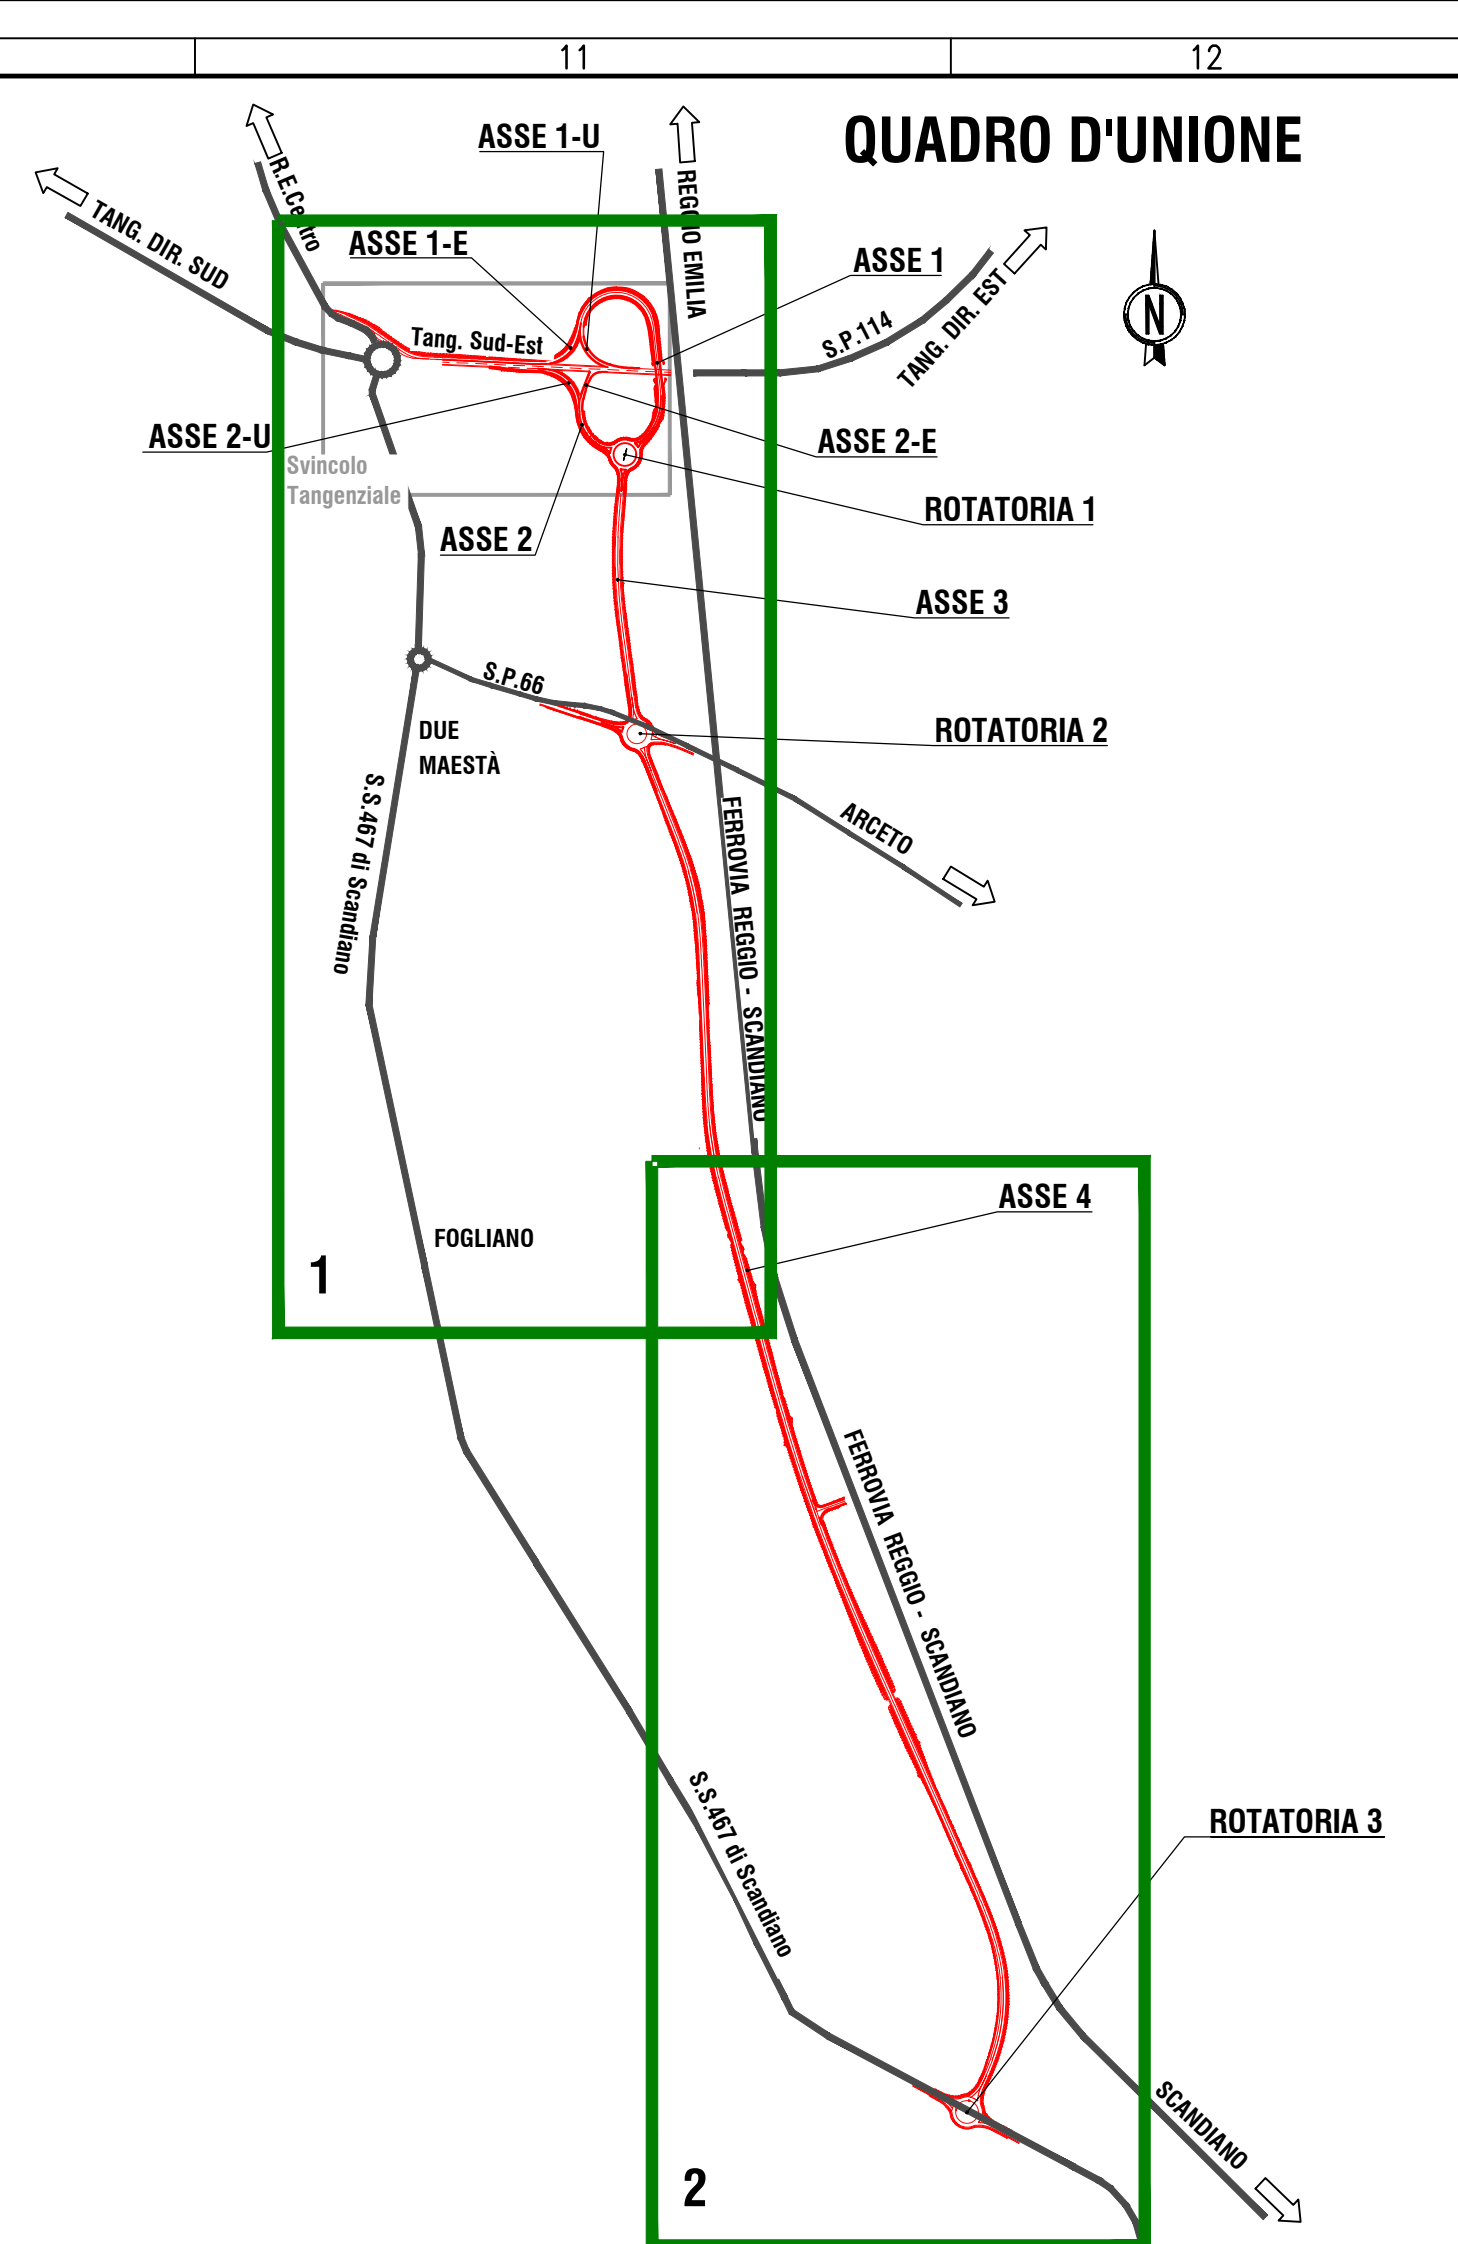 11
12
QUADRO D'UNIONE
ASSE 1-U
R.E.Centro
REGGIO EMILIA
TANG. DIR. SUD
ASSE 1-E
ASSE 1
N
TANG. DIR. EST
S.P.114
Tang. Sud-Est
ASSE 2-U
ASSE 2-E
Svincolo
Tangenziale
ROTATORIA 1
ASSE 2
ASSE 3
S.P.66
DUE
MAESTÀ
ROTATORIA 2
S.S.467 di Scandiano
FERROVIA REGGIO - SCANDIANO
ARCETO
ASSE 4
FOGLIANO
1
FERROVIA REGGIO - SCANDIANO
S.S.467 di Scandiano
ROTATORIA 3
SCANDIANO
2